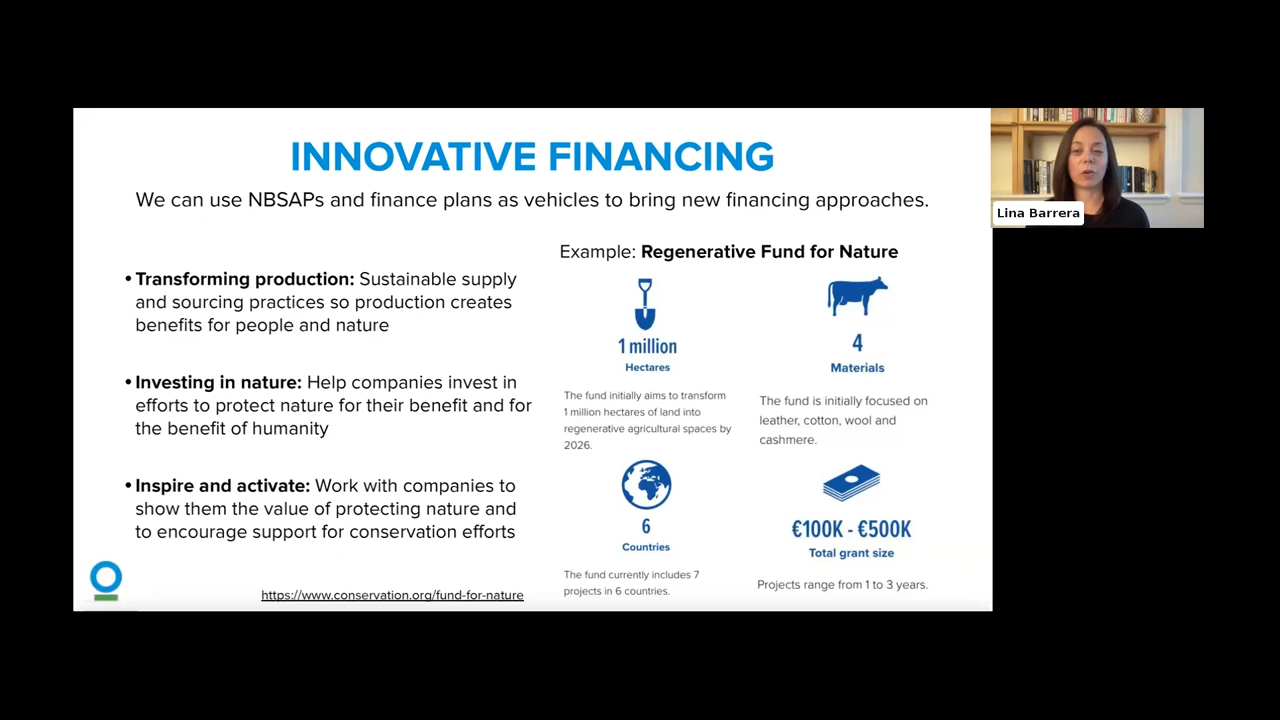 INNOVATIVE FINANCING
We can use NBSAPs and finance plans as vehicles to bring new financing approaches.
• Transforming production: Sustainable supply
and sourcing practices so production creates
benefits for people and nature
• Investing in nature: Help companies invest in
efforts to protect nature for their benefit and for
the benefit of humanity
• Inspire and activate: Work with companies to
show them the value of protecting nature and
to encourage support for conservation efforts
https://www.conservation.org/fund-for-nature
Example: Regenerative Fund for Nature
1 million
Hectares
The fund initially aims to transform
1 million hectares of land into
regenerative agricultural spaces by
2026.
4
Materials
The fund is initially focused on
leather, cotton, wool and
cashmere.
6
Countries
The fund currently includes 7
projects in 6 countries.
€100K - €500K
Total grant size
Projects range from 1 to 3 years.
Lina Barrera